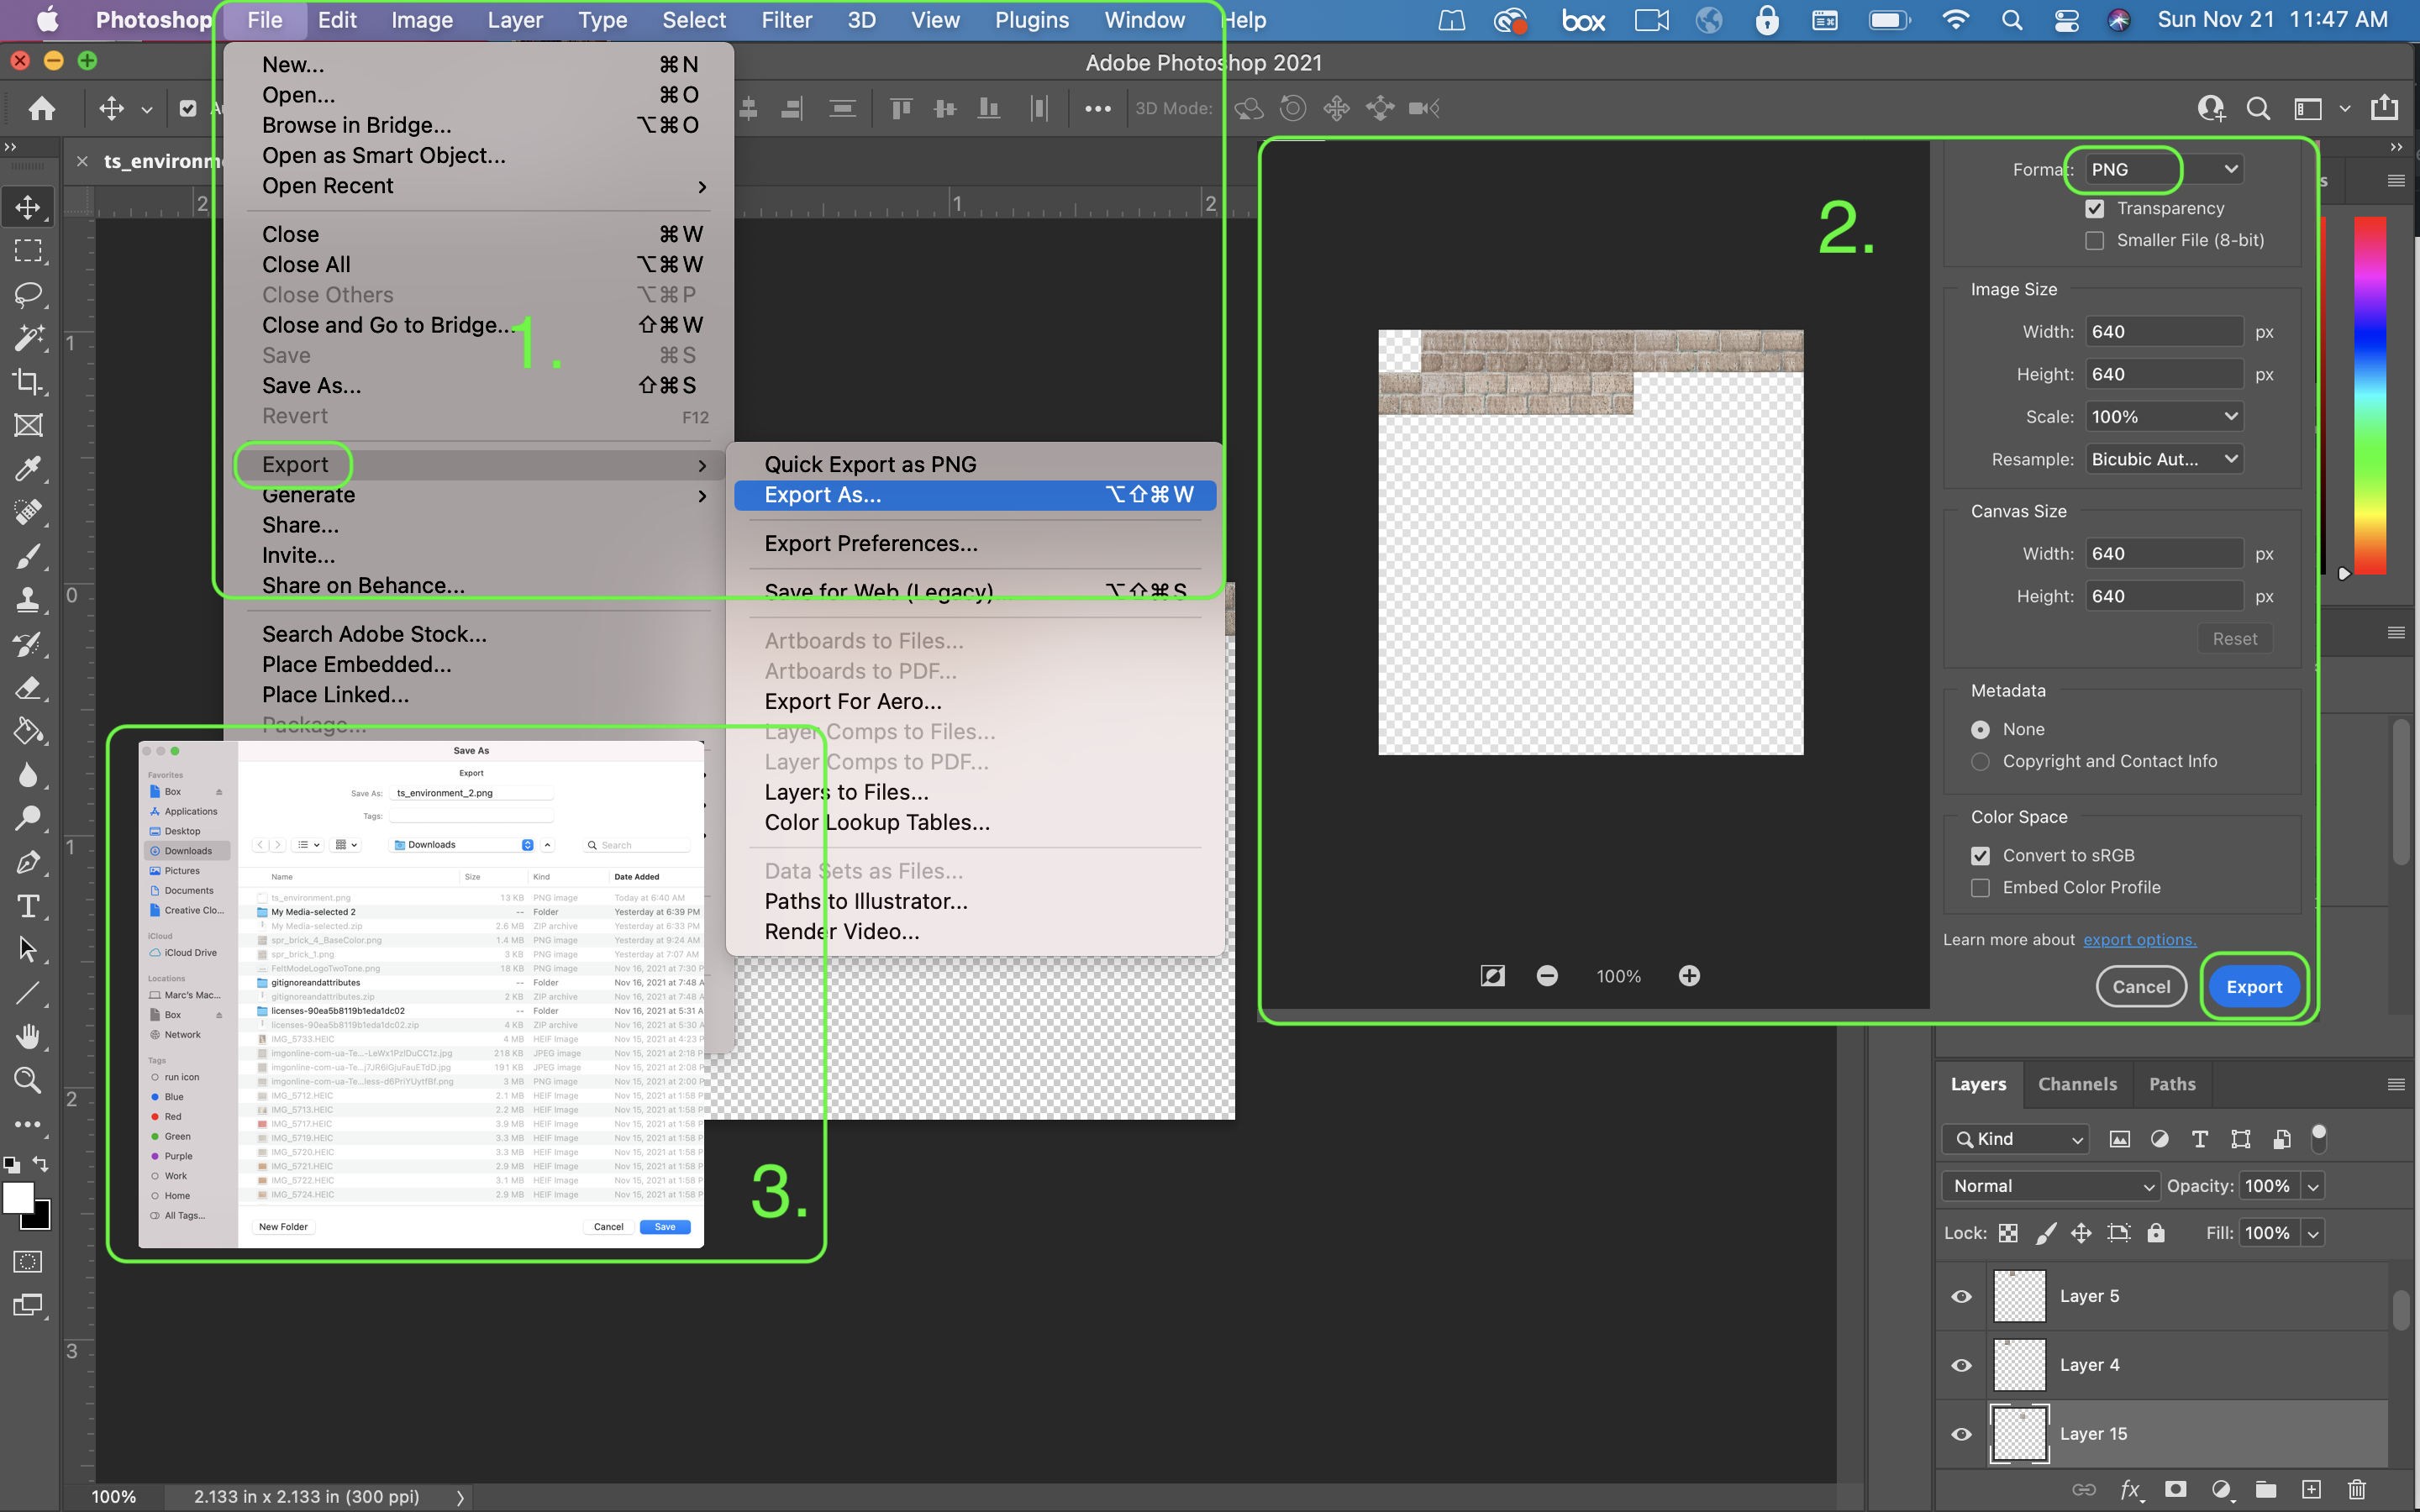 Photoshop File Edit Image Layer Type Select Filter 3D View Plugins Window Help box Sun Nov 21 11:47 AM
Adobe Photoshop 2021
3D Mode:
ts_environm
2 1 2
New... ⌘N
Open... ⌘O
Browse in Bridge... ⌥⌘O
Open as Smart Object...
Open Recent
Close ⌘W
Close All ⌥⌘W
Close Others ⌥⌘P
Close and Go to Bridge... ⇧⌘W
Save ⌘S
Save As... ⇧⌘S
Revert F12
Export
Generate
Share...
Invite...
Share on Behance...
Search Adobe Stock...
Place Embedded...
Place Linked...
Package...
1.
Quick Export as PNG
Export As... ⌥⇧⌘W
Export Preferences...
Save for Web (Legacy)... ⌥⇧⌘S
Artboards to Files...
Artboards to PDF...
Export For Aero...
Layer Comps to Files...
Layer Comps to PDF...
Layers to Files...
Color Lookup Tables...
Data Sets as Files...
Paths to Illustrator...
Render Video...
2.
Format: PNG
Transparency
Smaller File (8-bit)
Image Size
Width: 640 px
Height: 640 px
Scale: 100%
Resample: Bicubic Aut...
Canvas Size
Width: 640 px
Height: 640 px
Reset
Metadata
None
Copyright and Contact Info
Color Space
Convert to sRGB
Embed Color Profile
Learn more about export options.
100%
Cancel Export
Save As
Export
Save As: ts_environment_2.png
Tags:
Downloads
Search
Favorites
Box
Applications
Desktop
Downloads
Pictures
Documents
Creative Clo...
iCloud
iCloud Drive
Locations
Marc's Mac...
Box
Network
Tags
run icon
Blue
Red
Green
Purple
Work
Home
All Tags...
Name Size Kind Date Added
ts_environment.png 13 KB PNG image Today at 6:40 AM
My Media-selected 2 -- Folder Yesterday at 6:39 PM
My Media-selected.zip 2.6 MB ZIP archive Yesterday at 6:33 PM
spr_brick_4_BaseColor.png 1.4 MB PNG image Yesterday at 9:24 AM
spr_brick_1.png 3 KB PNG image Yesterday at 7:07 AM
FeltModeLogoTwoTone.png 18 KB PNG image Nov 16, 2021 at 7:30 P
gitignoreandattributes -- Folder Nov 16, 2021 at 7:48 A
gitignoreandattributes.zip 2 KB ZIP archive Nov 16, 2021 at 7:48 A
licenses-90ea5b8119b1eda1dc02 -- Folder Nov 16, 2021 at 5:31 A
licenses-90ea5b8119b1eda1dc02.zip 4 KB ZIP archive Nov 16, 2021 at 5:30 A
IMG_5733.HEIC 4 MB HEIF Image Nov 15, 2021 at 4:23 P
imgonline-com-ua-Te... 218 KB JPEG image Nov 15, 2021 at 2:18 P
imgonline-com-ua-Te... 191 KB JPEG image Nov 15, 2021 at 2:08 P
imgonline-com-ua-Te... 3 MB PNG image Nov 15, 2021 at 2:00 P
IMG_5712.HEIC 2.1 MB HEIF Image Nov 15, 2021 at 1:58 P
IMG_5713.HEIC 2.2 MB HEIF Image Nov 15, 2021 at 1:58 P
IMG_5717.HEIC 3.9 MB HEIF Image Nov 15, 2021 at 1:58 P
IMG_5719.HEIC 3.3 MB HEIF Image Nov 15, 2021 at 1:58 P
IMG_5720.HEIC 3.3 MB HEIF Image Nov 15, 2021 at 1:58 P
IMG_5721.HEIC 2.9 MB HEIF Image Nov 15, 2021 at 1:58 P
IMG_5722.HEIC 3.1 MB HEIF Image Nov 15, 2021 at 1:58 P
IMG_5724.HEIC 2.9 MB HEIF Image Nov 15, 2021 at 1:58 P
New Folder Cancel Save
3.
1
0
1
2
3
Layers Channels Paths
Kind
Normal Opacity: 100%
Lock: Fill: 100%
Layer 5
Layer 4
Layer 15
fx
100% 2.133 in x 2.133 in (300 ppi)